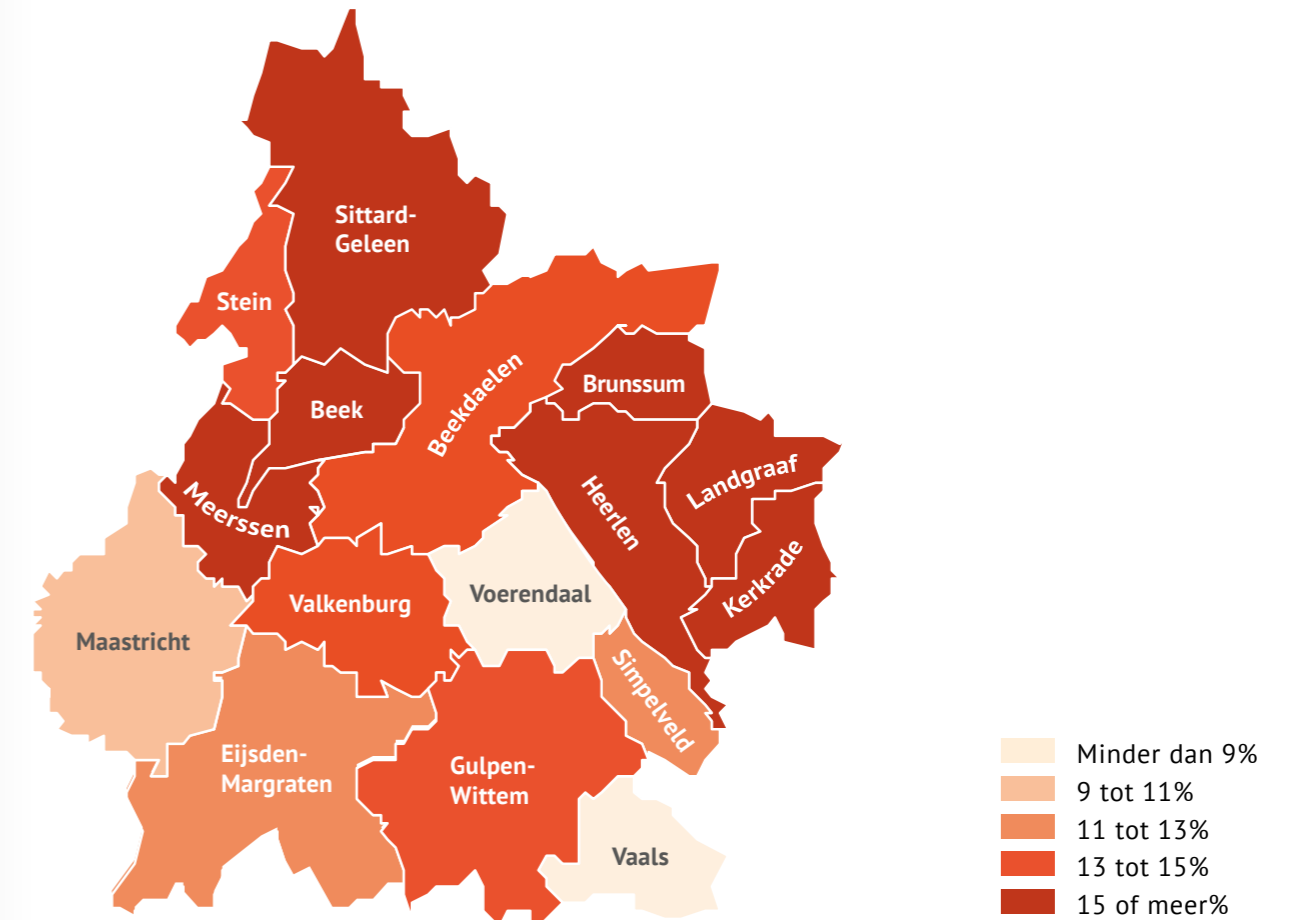 Sittard-
Geleen
Stein
Beekdaelen
Brunssum
Beek
Landgraaf
Meerssen
Heerlen
Kerkrade
Voerendaal
Valkenburg
Maastricht
Simpelveld
Eijsden-
Margraten
Gulpen-
Wittem
Vaals
Minder dan 9%
9 tot 11%
11 tot 13%
13 tot 15%
15 of meer%